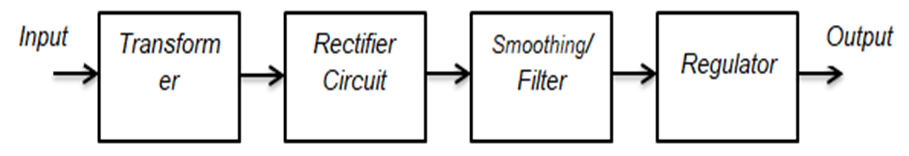 Input
Transform
er
Rectifier
Circuit
Smoothing/
Filter
Regulator
Output